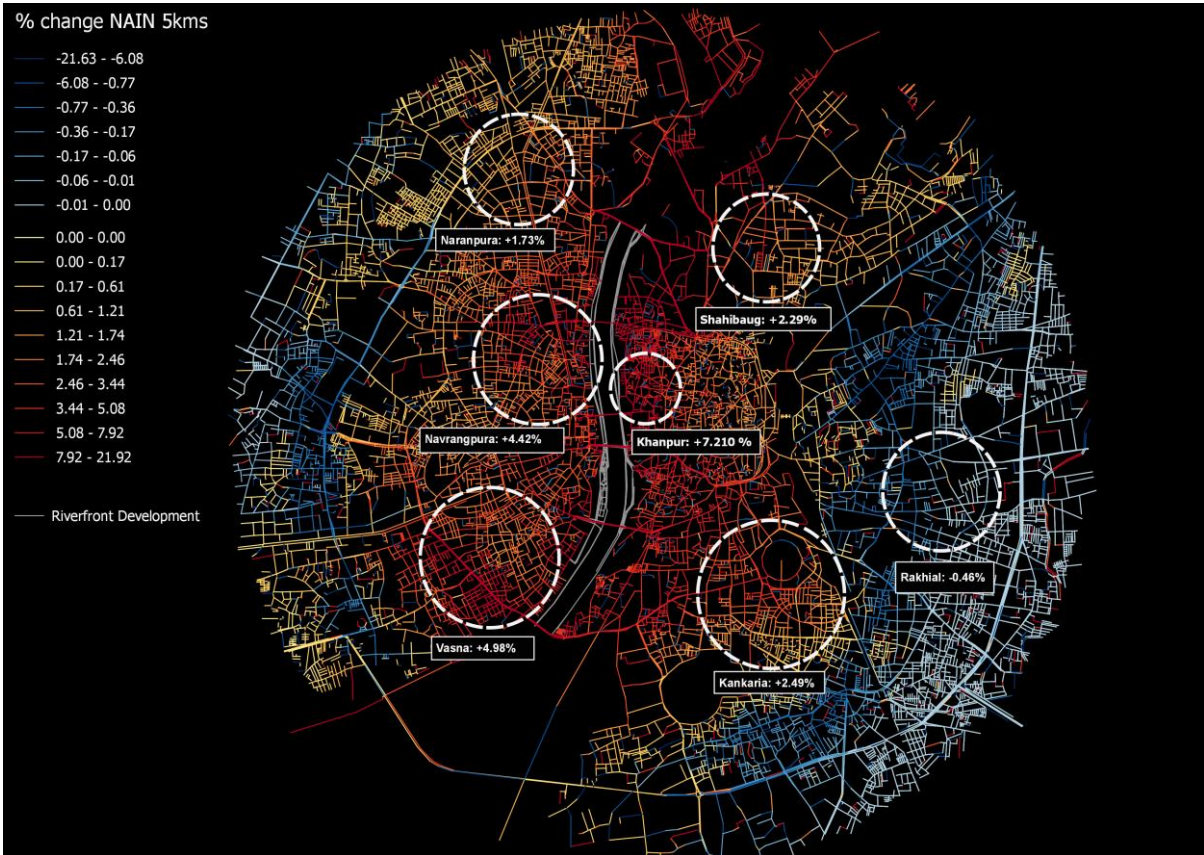 % change NAIN 5kms
-21.63 - -6.08
-6.08 - -0.77
-0.77 - -0.36
-0.36 - -0.17
-0.17 - -0.06
-0.06 - -0.01
-0.01 - 0.00
0.00 - 0.00
0.00 - 0.17
0.17 - 0.61
0.61 - 1.21
1.21 - 1.74
1.74 - 2.46
2.46 - 3.44
3.44 - 5.08
5.08 - 7.92
7.92 - 21.92
Riverfront Development
Naranpura: +1.73%
Shahibaug: +2.29%
Navrangpura: +4.42%
Khanpur: +7.210 %
Rakhial: -0.46%
Vasna: +4.98%
Kankaria: +2.49%